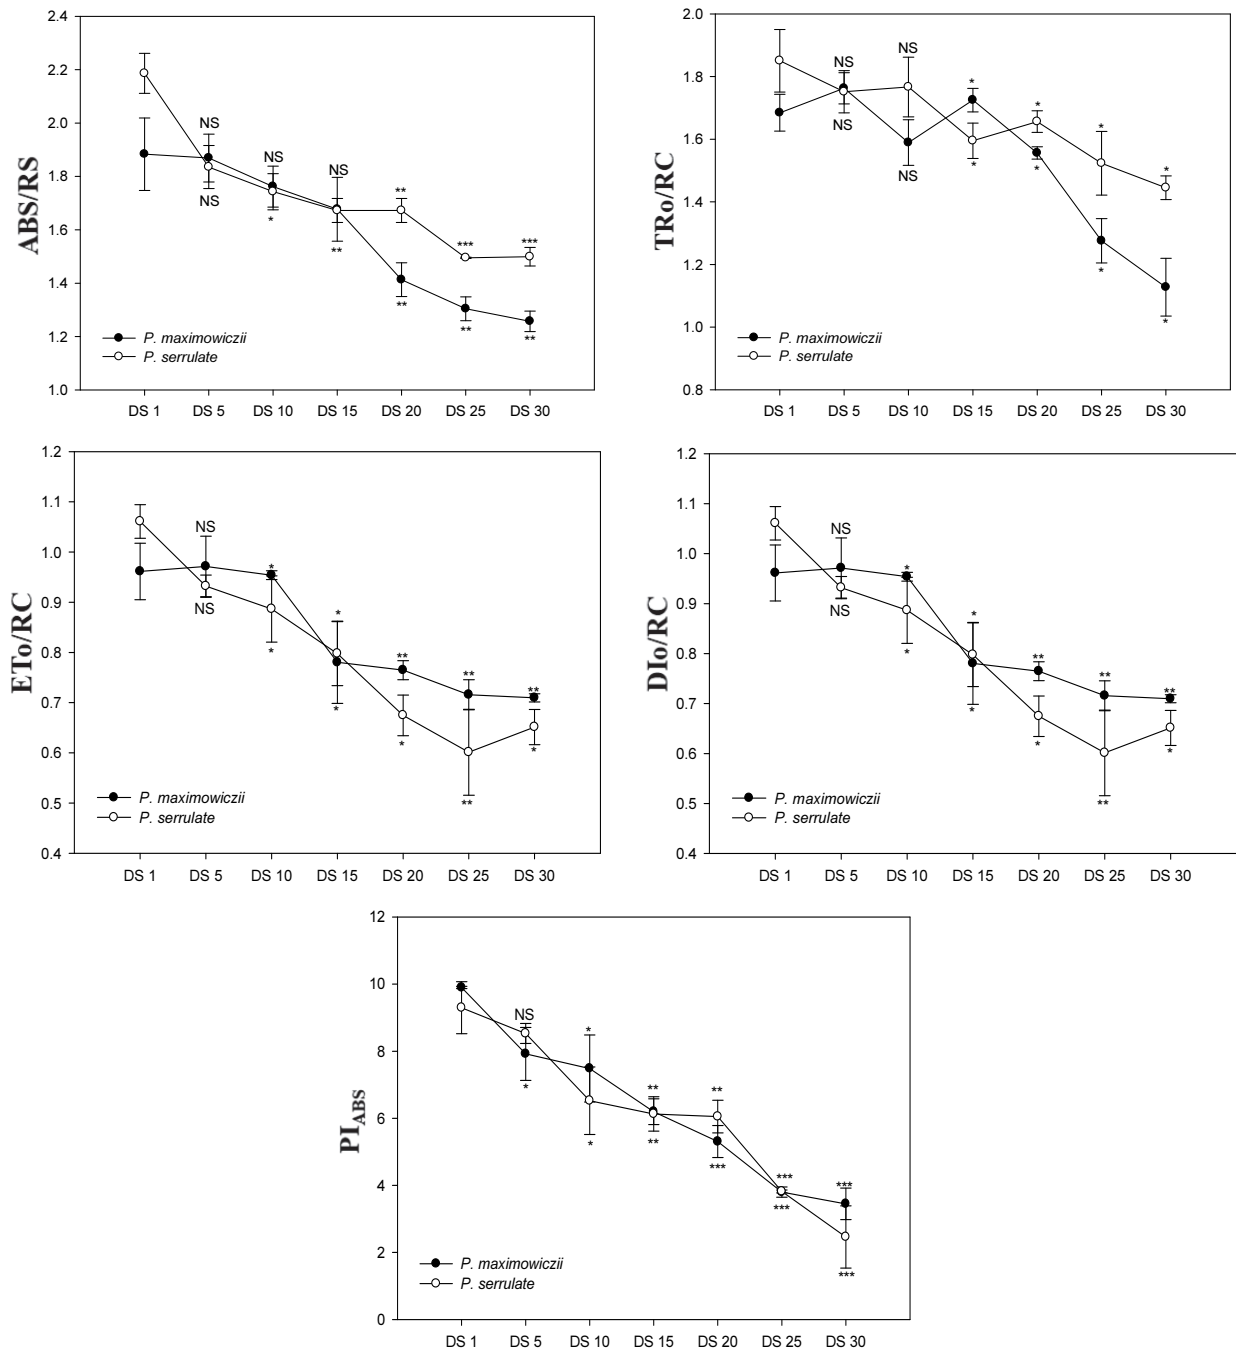 2.4
2.2
2.0
1.8
1.6
1.4
1.2
1.0
ABS/RS
NS
NS
NS
NS
*
**
**
**
***
**
***
**
P. maximowiczii
P. serrulate
DS 1 DS 5 DS 10 DS 15 DS 20 DS 25 DS 30
2.0
1.8
1.6
1.4
1.2
1.0
0.8
TRo/RC
NS
NS
NS
NS
*
*
*
*
*
*
*
*
P. maximowiczii
P. serrulate
DS 1 DS 5 DS 10 DS 15 DS 20 DS 25 DS 30
1.2
1.1
1.0
0.9
0.8
0.7
0.6
0.5
0.4
ETo/RC
NS
NS
*
*
*
*
**
*
**
**
**
*
P. maximowiczii
P. serrulate
DS 1 DS 5 DS 10 DS 15 DS 20 DS 25 DS 30
1.2
1.1
1.0
0.9
0.8
0.7
0.6
0.5
0.4
DIo/RC
NS
NS
*
*
*
*
**
*
**
**
**
*
P. maximowiczii
P. serrulate
DS 1 DS 5 DS 10 DS 15 DS 20 DS 25 DS 30
12
10
8
6
4
2
0
PI_ABS
NS
*
*
*
**
**
**
***
***
***
***
***
P. maximowiczii
P. serrulate
DS 1 DS 5 DS 10 DS 15 DS 20 DS 25 DS 30